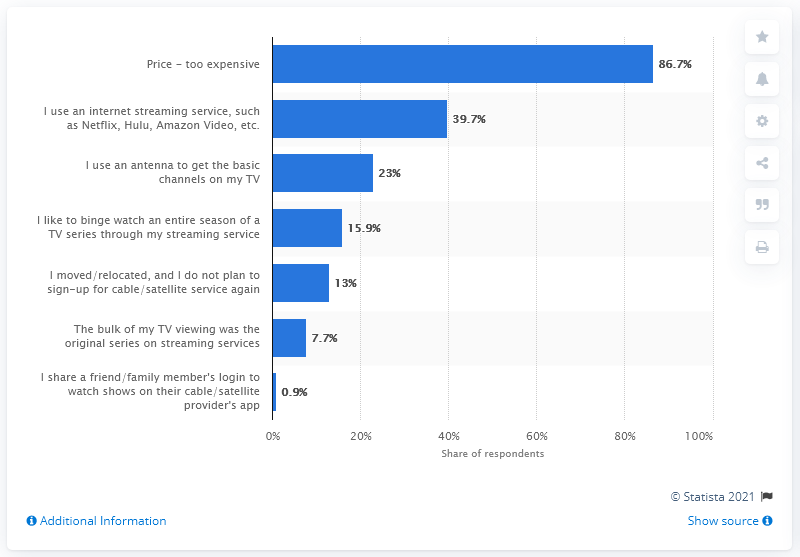 Price - too expensive
86.7%
I use an internet streaming service, such
as Netflix, Hulu, Amazon Video, etc.
39.7%
I use an antenna to get the basic
channels on my TV
23%
I like to binge watch an entire season of a
TV series through my streaming service
15.9%
I moved/relocated, and I do not plan to
sign-up for cable/satellite service again
13%
The bulk of my TV viewing was the
original series on streaming services
7.7%
I share a friend/family member's login to
watch shows on their cable/satellite
provider's app
0.9%
0% 20% 40% 60% 80% 100%
Share of respondents
© Statista 2021
Additional Information
Show source